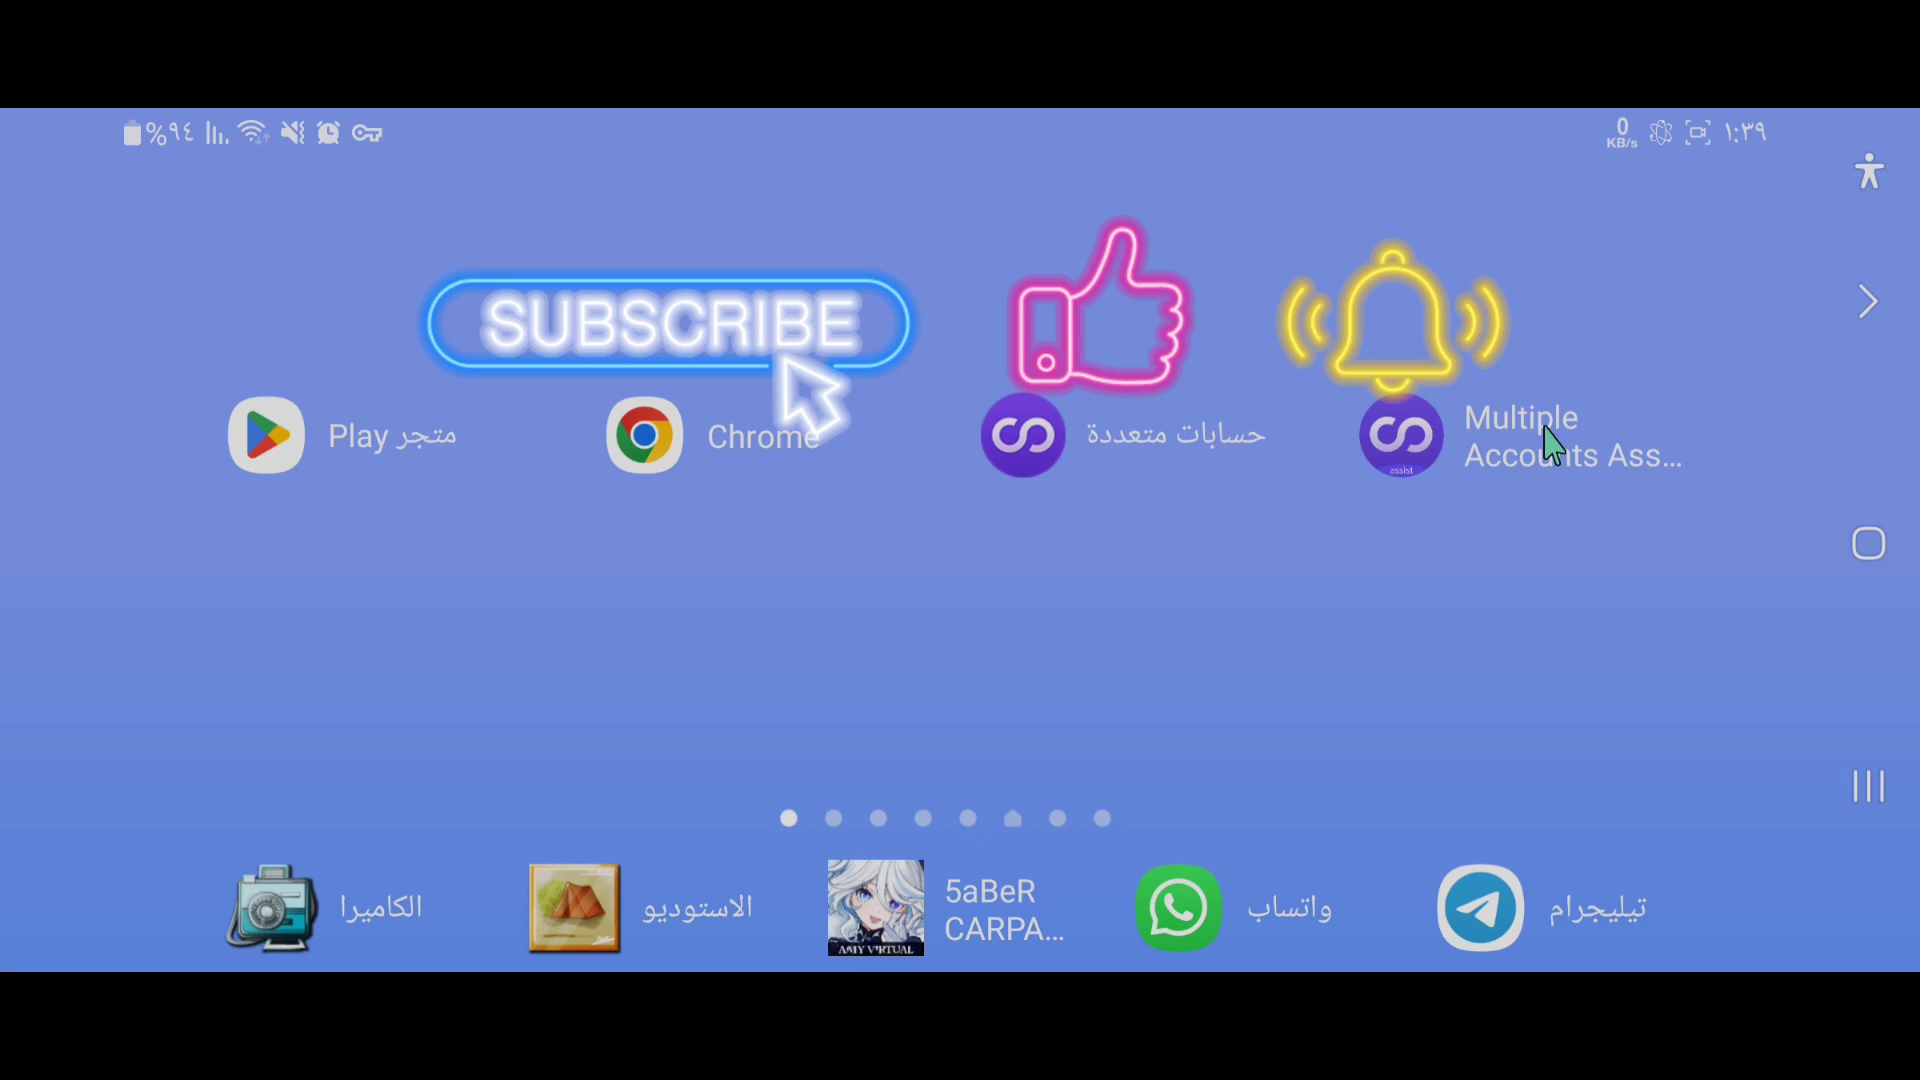 %٩٤
0
KB/s
١:٣٩
SUBSCRIBE
متجر Play
Chrome
حسابات متعددة
Multiple
Accounts Ass...
assist
الكاميرا
الاستوديو
5aBeR
CARPA...
واتساب
تيليجرام